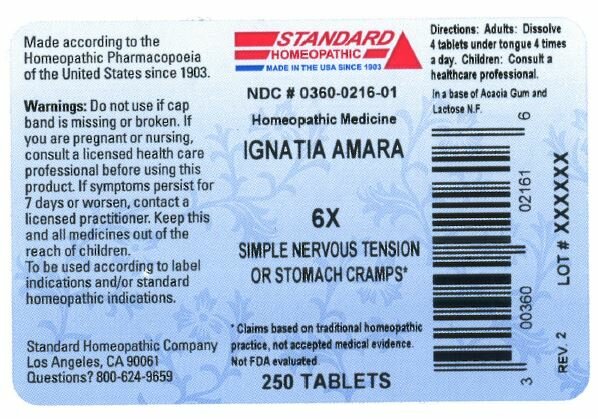 Made according to the
Homeopathic Pharmacopoeia
of the United States since 1903.
Warnings: Do not use if cap
band is missing or broken. If
you are pregnant or nursing,
consult a licensed health care
professional before using this
product. If symptoms persist for
7 days or worsen, contact a
licensed practitioner. Keep this
and all medicines out of the
reach of children.
To be used according to label
indications and/or standard
homeopathic indications.
Standard Homeopathic Company
Los Angeles, CA 90061
Questions? 800-624-9659
STANDARD
HOMEOPATHIC
MADE IN THE USA SINCE 1903
NDC # 0360-0216-01
Homeopathic Medicine
IGNATIA AMARA
6X
SIMPLE NERVOUS TENSION
OR STOMACH CRAMPS*
* Claims based on traditional homeopathic
practice, not accepted medical evidence.
Not FDA evaluated
250 TABLETS
Directions: Adults: Dissolve
4 tablets under tongue 4 times
a day. Children: Consult a
healthcare professional.
In a base of Acacia Gum and
Lactose N.F.
3 00360 02161 6
REV. 2 LOT # XXXXXX